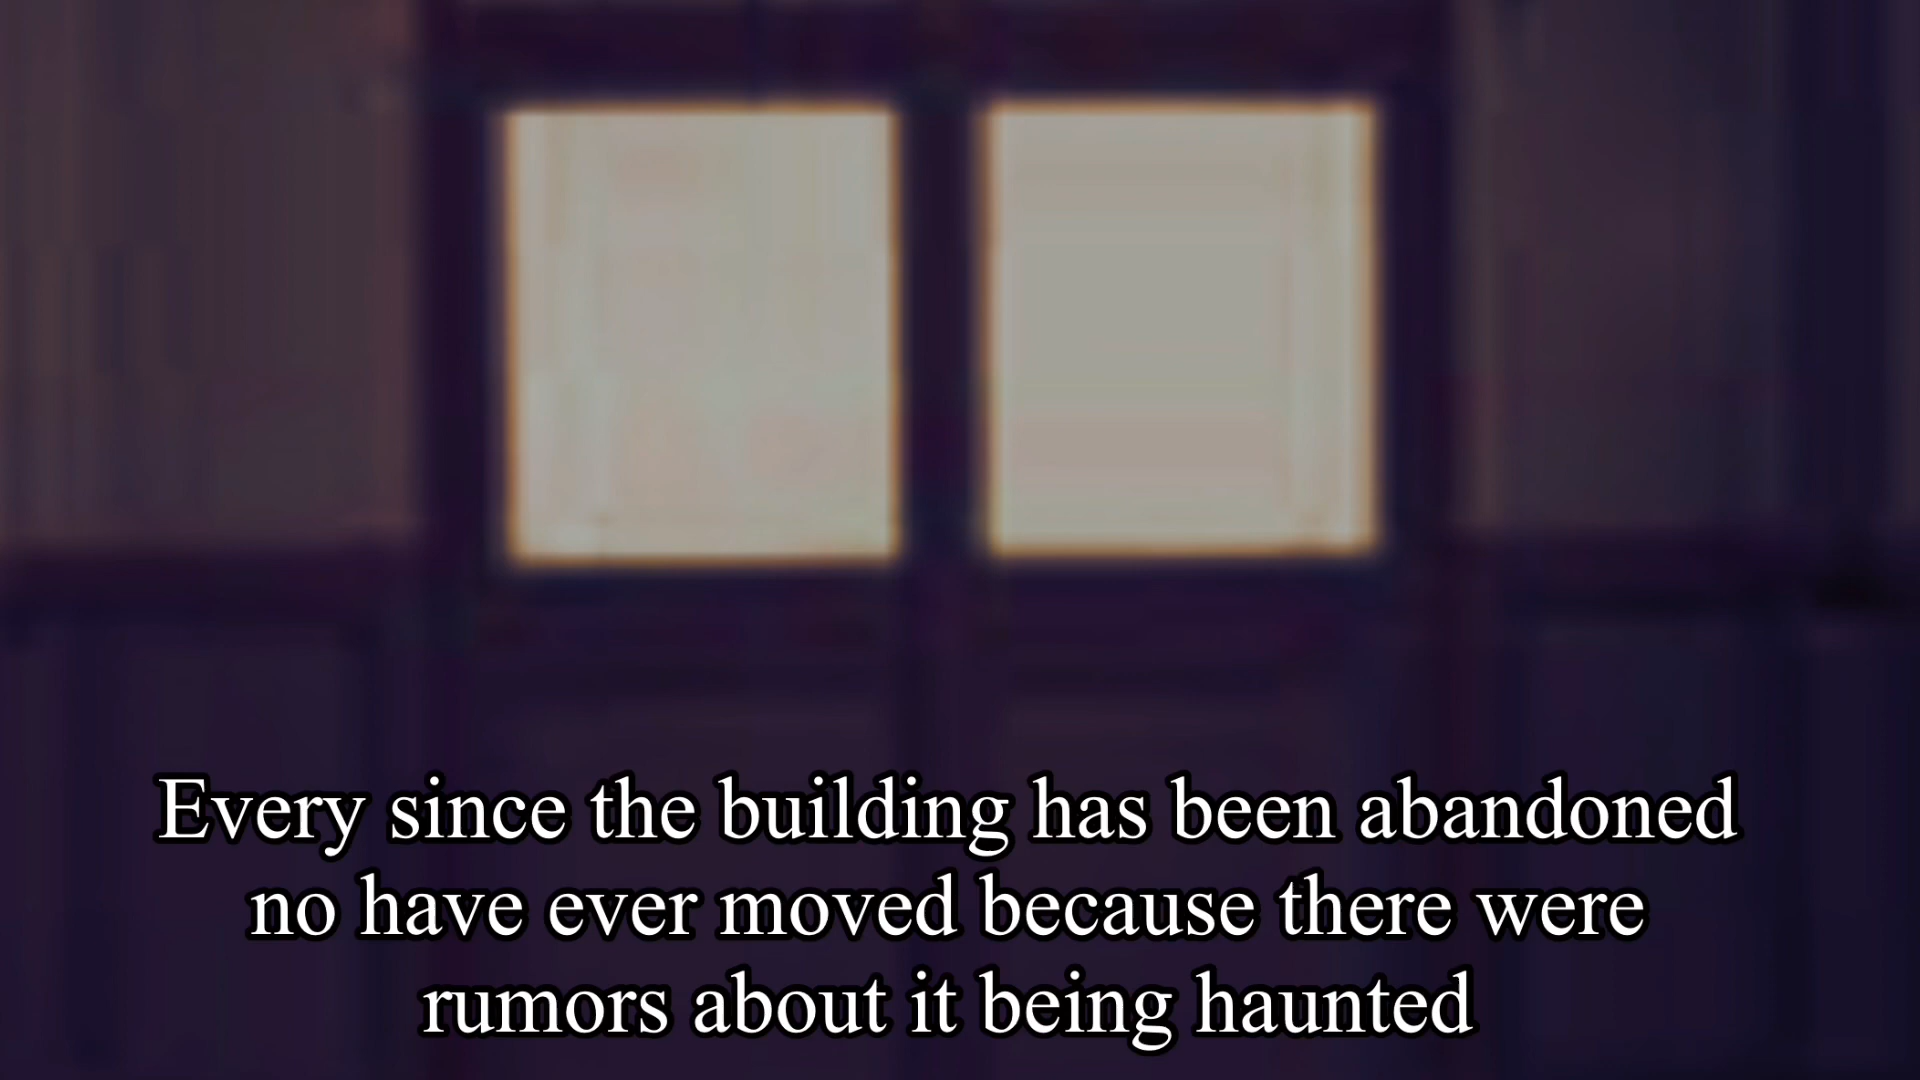 Every since the building has been abandoned
no have ever moved because there were
rumors about it being haunted